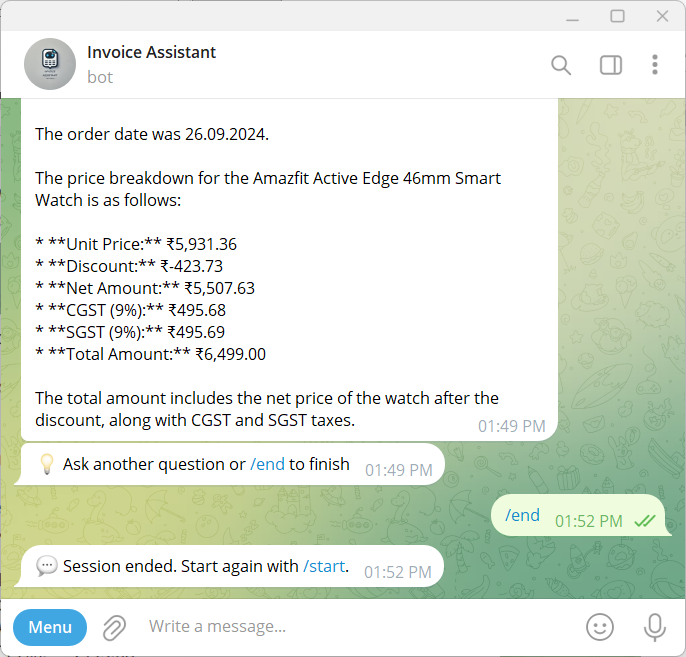 Invoice Assistant
bot
The order date was 26.09.2024.
The price breakdown for the Amazfit Active Edge 46mm Smart
Watch is as follows:
* **Unit Price:** ₹5,931.36
* **Discount:** ₹-423.73
* **Net Amount:** ₹5,507.63
* **CGST (9%):** ₹495.68
* **SGST (9%):** ₹495.69
* **Total Amount:** ₹6,499.00
The total amount includes the net price of the watch after the
discount, along with CGST and SGST taxes.
01:49 PM
💡 Ask another question or /end to finish 01:49 PM
/end 01:52 PM
💬 Session ended. Start again with /start. 01:52 PM
Menu Write a message...